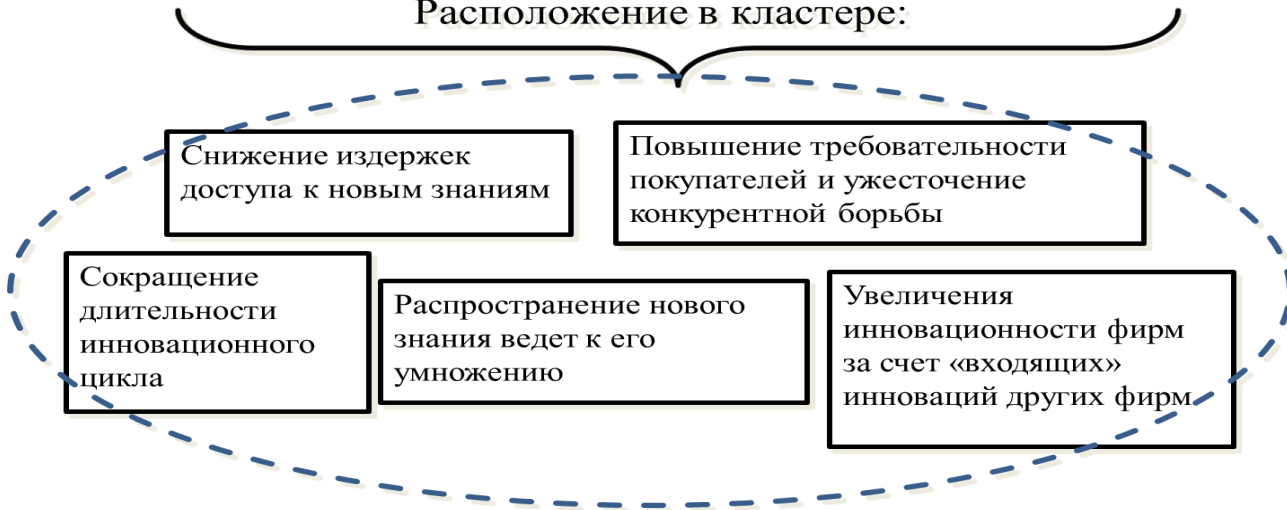 Расположение в кластере:
Снижение издержек
доступа к новым знаниям
Повышение требовательности
покупателей и ужесточение
конкурентной борьбы
Сокращение
длительности
инновационного
цикла
Распространение нового
знания ведет к его
умножению
Увеличения
инновационности фирм
за счет «входящих»
инноваций других фирм